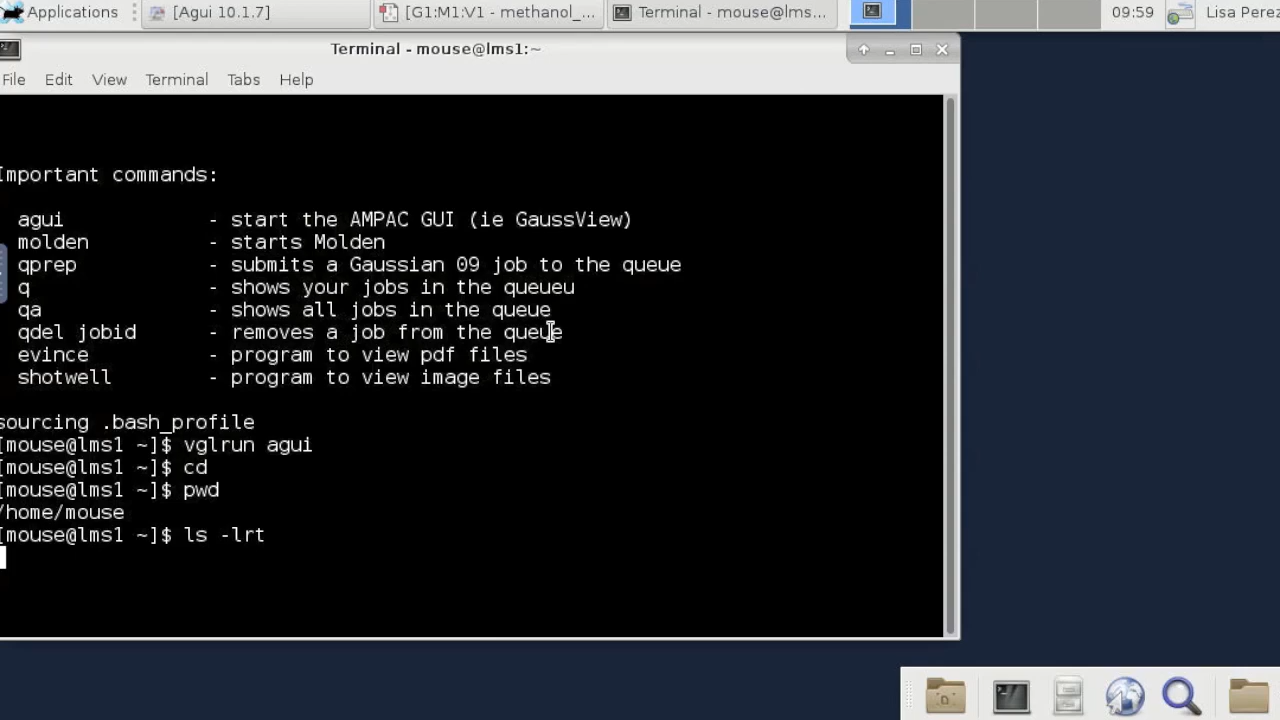 Applications
[Agui 10.1.7]
[G1:M1:V1 - methanol_...
Terminal - mouse@lms...
09:59
Lisa Perez
Terminal - mouse@lms1:~
File Edit View Terminal Tabs Help
Important commands:
agui - start the AMPAC GUI (ie GaussView)
molden - starts Molden
qprep - submits a Gaussian 09 job to the queue
q - shows your jobs in the queueu
qa - shows all jobs in the queue
qdel jobid - removes a job from the queue
evince - program to view pdf files
shotwell - program to view image files
sourcing .bash_profile
[mouse@lms1 ~]$ vglrun agui
[mouse@lms1 ~]$ cd
[mouse@lms1 ~]$ pwd
/home/mouse
[mouse@lms1 ~]$ ls -lrt